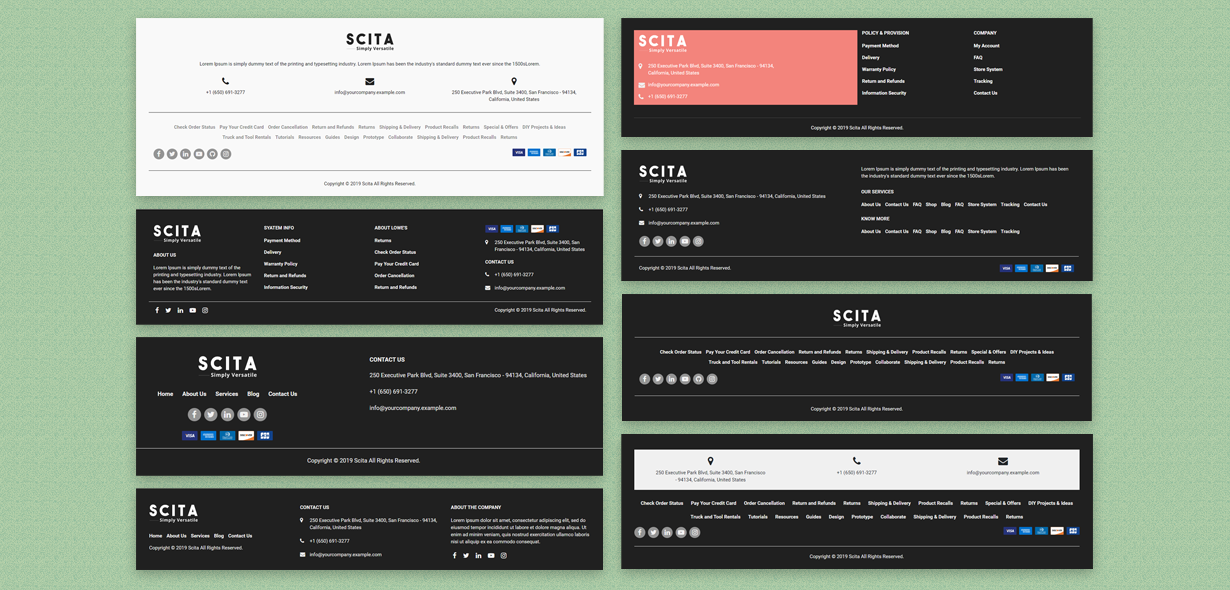 SCITA
Simply Versatile
Lorem Ipsum is simply dummy text of the printing and typesetting industry. Lorem Ipsum has been the industry's standard dummy text ever since the 1500sLorem.
+1 (650) 691-3277
info@yourcompany.example.com
250 Executive Park Blvd, Suite 3400, San Francisco - 94134,
California, United States
Check Order Status Pay Your Credit Card Order Cancellation Return and Refunds Returns Shipping & Delivery Product Recalls Returns Special & Offers DIY Projects & Ideas
Truck and Tool Rentals Tutorials Resources Guides Design Prototype Collaborate Shipping & Delivery Product Recalls Returns
VISA
Copyright © 2019 Scita All Rights Reserved.
SCITA
Simply Versatile
ABOUT US
Lorem Ipsum is simply dummy text of the
printing and typesetting industry. Lorem Ipsum
has been the industry's standard dummy text
ever since the 1500sLorem.
SYATEM INFO
Payment Method
Delivery
Warranty Policy
Return and Refunds
Information Security
ABOUT LOWE'S
Returns
Check Order Status
Pay Your Credit Card
Order Cancellation
Return and Refunds
VISA
250 Executive Park Blvd, Suite 3400, San
Francisco - 94134, California, United States
CONTACT US
+1 (650) 691-3277
info@yourcompany.example.com
Copyright © 2019 Scita All Rights Reserved.
SCITA
Simply Versatile
Home About Us Services Blog Contact Us
VISA
CONTACT US
250 Executive Park Blvd, Suite 3400, San Francisco - 94134, California, United States
+1 (650) 691-3277
info@yourcompany.example.com
Copyright © 2019 Scita All Rights Reserved.
SCITA
Simply Versatile
Home About Us Services Blog Contact Us
Copyright © 2019 Scita All Rights Reserved.
CONTACT US
250 Executive Park Blvd, Suite 3400, San Francisco - 94134,
California, United States
+1 (650) 691-3277
info@yourcompany.example.com
ABOUT THE COMPANY
Lorem ipsum dolor sit amet, consectetur adipiscing elit, sed do
eiusmod tempor incididunt ut labore et dolore magna aliqua. Ut
enim ad minim veniam, quis nostrud exercitation ullamco laboris
nisi ut aliquip ex ea commodo consequat.
SCITA
Simply Versatile
250 Executive Park Blvd, Suite 3400, San Francisco - 94134,
California, United States
info@yourcompany.example.com
+1 (650) 691-3277
POLICY & PROVISION
Payment Method
Delivery
Warranty Policy
Return and Refunds
Information Security
COMPANY
My Account
FAQ
Store System
Tracking
Contact Us
Copyright © 2019 Scita All Rights Reserved.
SCITA
Simply Versatile
250 Executive Park Blvd, Suite 3400, San Francisco - 94134, California, United States
+1 (650) 691-3277
info@yourcompany.example.com
Lorem Ipsum is simply dummy text of the printing and typesetting industry. Lorem Ipsum has been
the industry's standard dummy text ever since the 1500sLorem.
OUR SERVICES
About Us Contact Us FAQ Shop Blog FAQ Store System Tracking Contact Us
KNOW MORE
About Us Contact Us FAQ Shop Blog FAQ Store System Tracking
Copyright © 2019 Scita All Rights Reserved.
VISA
SCITA
Simply Versatile
Check Order Status Pay Your Credit Card Order Cancellation Return and Refunds Returns Shipping & Delivery Product Recalls Returns Special & Offers DIY Projects & Ideas
Truck and Tool Rentals Tutorials Resources Guides Design Prototype Collaborate Shipping & Delivery Product Recalls Returns
VISA
Copyright © 2019 Scita All Rights Reserved.
250 Executive Park Blvd, Suite 3400, San Francisco
- 94134, California, United States
+1 (650) 691-3277
info@yourcompany.example.com
Check Order Status Pay Your Credit Card Order Cancellation Return and Refunds Returns Shipping & Delivery Product Recalls Returns Special & Offers DIY Projects & Ideas
Truck and Tool Rentals Tutorials Resources Guides Design Prototype Collaborate Shipping & Delivery Product Recalls Returns
VISA
Copyright © 2019 Scita All Rights Reserved.